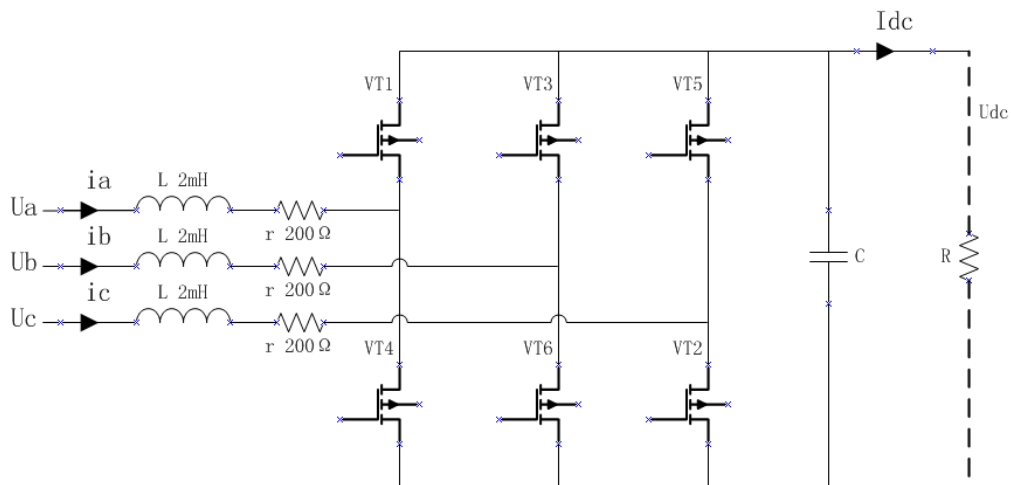 Idc
VT1
VT3
VT5
Udc
ia
L 2mH
Ua
r 200Ω
ib
L 2mH
Ub
r 200Ω
C
R
ic
L 2mH
Uc
r 200Ω
VT4
VT6
VT2